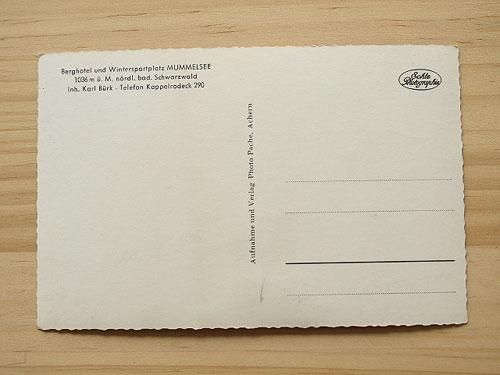 Berghotel und Wintersportplatz MUMMELSEE
1036 m ü. M. nördl. bad. Schwarzwald
Inh. Karl Bürk - Telefon Kappelrodeck 290
Echte
Photographie
Aufnahme und Verlag Photo Pache, Achern